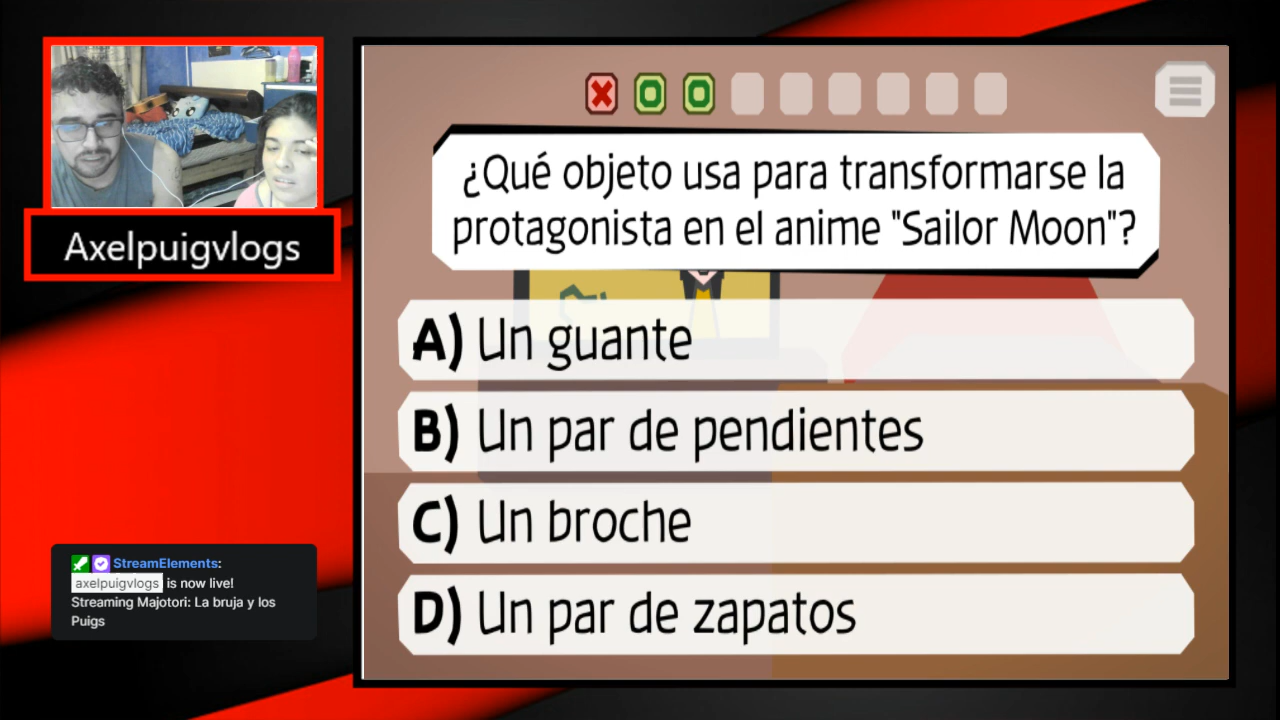 ¿Qué objeto usa para transformarse la
protagonista en el anime "Sailor Moon"?
A) Un guante
B) Un par de pendientes
C) Un broche
D) Un par de zapatos
Axelpuigvlogs
StreamElements:
axelpuigvlogs is now live!
Streaming Majotori: La bruja y los
Puigs